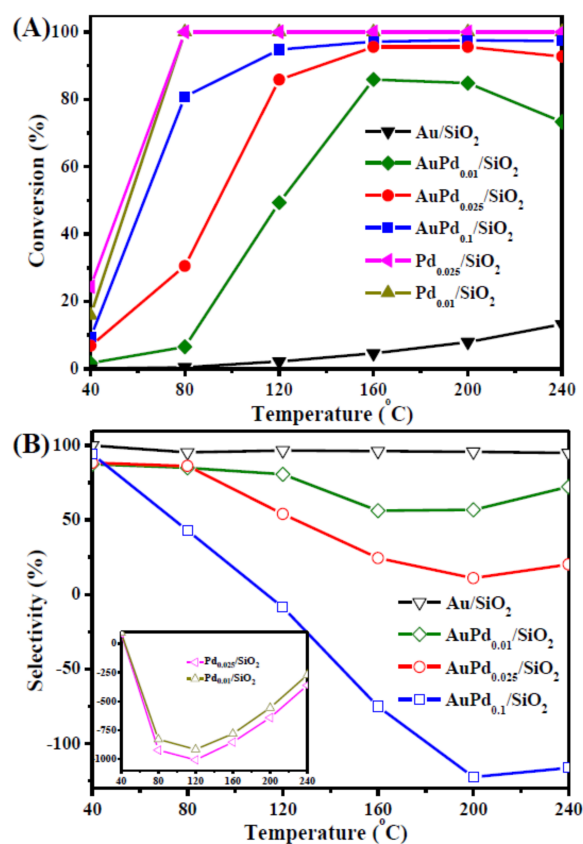 (A)
100
80
60
40
20
0
Conversion (%)
Au/SiO₂
AuPd₀.₀₁/SiO₂
AuPd₀.₀₂₅/SiO₂
AuPd₀.₁/SiO₂
Pd₀.₀₂₅/SiO₂
Pd₀.₀₁/SiO₂
40 80 120 160 200 240
Temperature (°C)
(B)
100
50
0
-50
-100
Selectivity (%)
Au/SiO₂
AuPd₀.₀₁/SiO₂
AuPd₀.₀₂₅/SiO₂
AuPd₀.₁/SiO₂
0
-250
-500
-750
-1000
Pd₀.₀₂₅/SiO₂
Pd₀.₀₁/SiO₂
40 80 120 160 200 240
40 80 120 160 200 240
Temperature (°C)